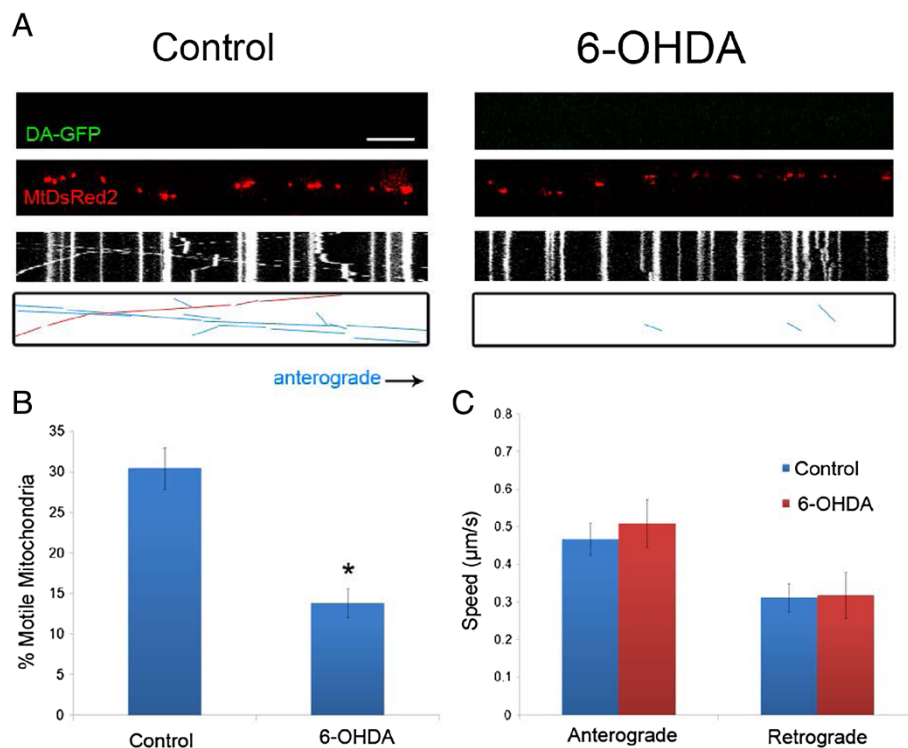 A
Control
6-OHDA
DA-GFP
MtDsRed2
anterograde
B
% Motile Mitochondria
35
30
25
20
15
10
5
0
*
Control
6-OHDA
C
Speed (μm/s)
0.8
0.7
0.6
0.5
0.4
0.3
0.2
0.1
0
Control
6-OHDA
Anterograde
Retrograde